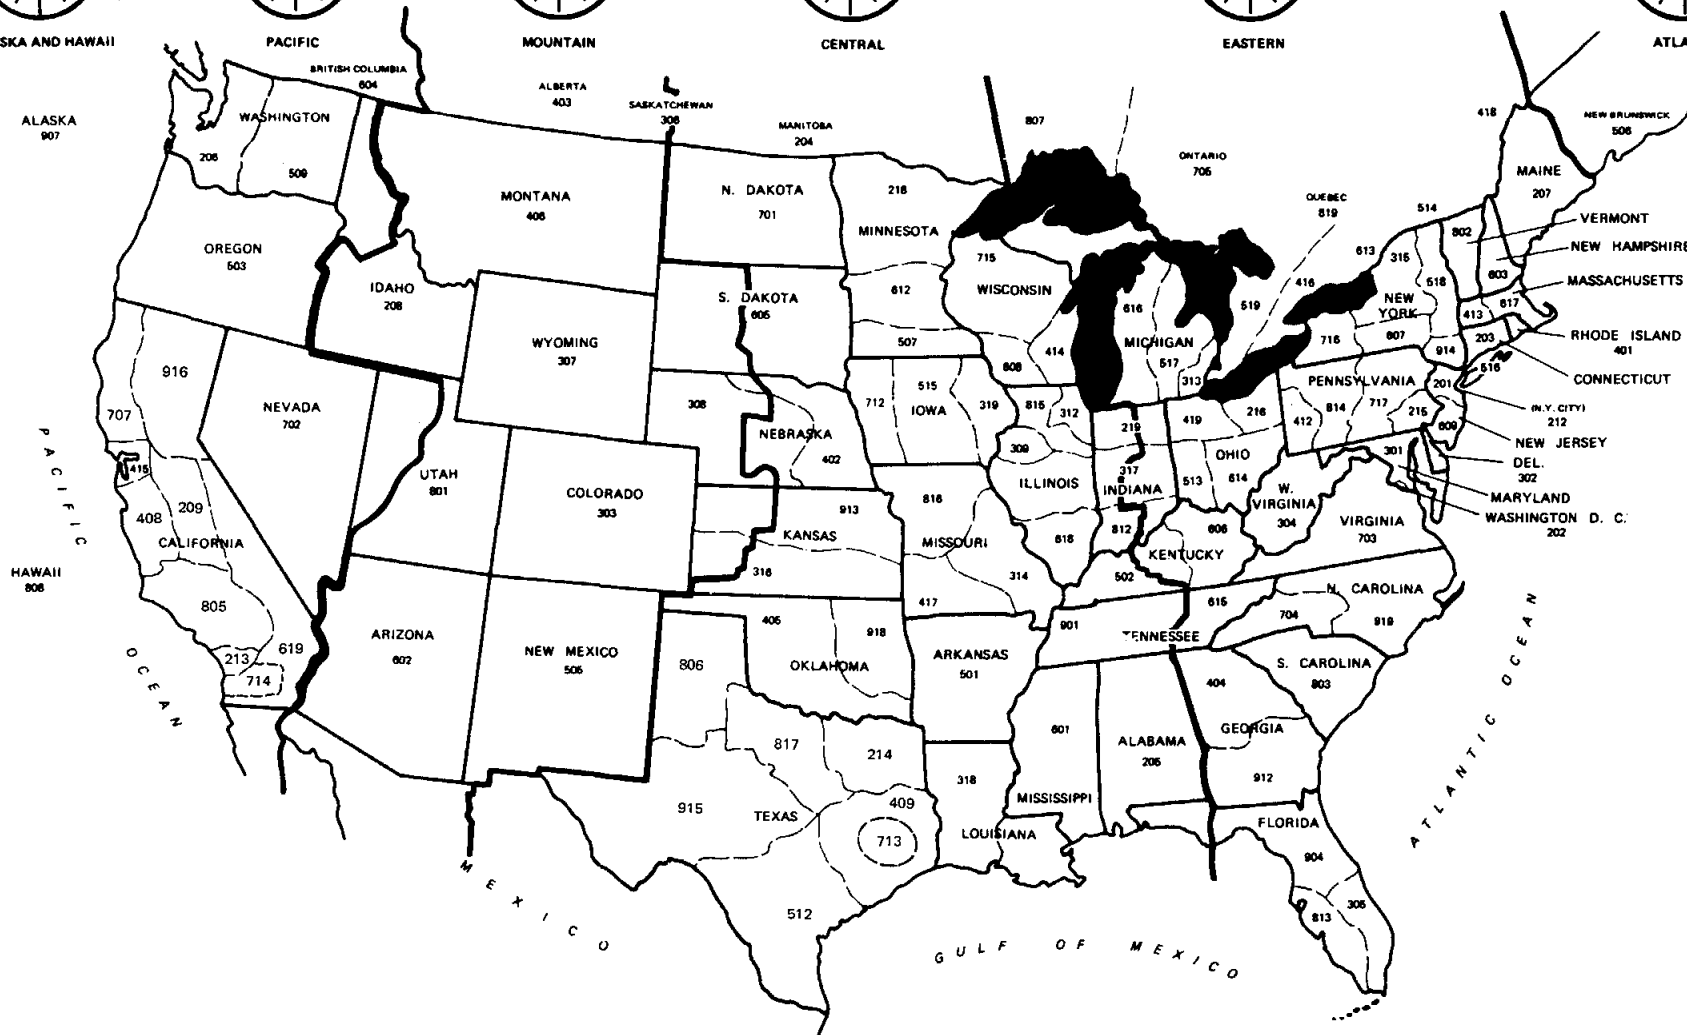 SKA AND HAWAII PACIFIC MOUNTAIN CENTRAL EASTERN ATLA
BRITISH COLUMBIA
604
ALBERTA
403
SASKATCHEWAN
306
MANITOBA
204
807
ONTARIO
705
QUEBEC
819
418
NEW BRUNSWICK
506
514
613
416
519
ALASKA
907
HAWAII
808
WASHINGTON
206
509
OREGON
503
IDAHO
208
MONTANA
406
N. DAKOTA
701
S. DAKOTA
605
WYOMING
307
NEVADA
702
UTAH
801
COLORADO
303
ARIZONA
602
NEW MEXICO
505
CALIFORNIA
916
707
415
408
209
805
213
619
714
NEBRASKA
308
402
KANSAS
913
316
OKLAHOMA
405
918
TEXAS
806
817
214
915
409
713
512
MINNESOTA
218
612
507
WISCONSIN
715
608
414
IOWA
712
515
319
MISSOURI
816
314
417
ARKANSAS
501
LOUISIANA
318
MISSISSIPPI
601
ALABAMA
205
ILLINOIS
815
312
309
618
INDIANA
219
317
812
MICHIGAN
616
517
313
OHIO
419
216
513
614
KENTUCKY
606
502
TENNESSEE
901
615
GEORGIA
404
912
FLORIDA
904
305
813
S. CAROLINA
803
N. CAROLINA
704
919
VIRGINIA
703
W.
VIRGINIA
304
PENNSYLVANIA
412
814
717
215
NEW
YORK
315
518
716
607
914
516
201
609
301
MAINE
207
802
603
617
413
203
VERMONT
NEW HAMPSHIRE
MASSACHUSETTS
RHODE ISLAND
401
CONNECTICUT
(N.Y. CITY)
212
NEW JERSEY
DEL.
302
MARYLAND
WASHINGTON D. C.
202
PACIFIC
OCEAN
MEXICO
GULF OF MEXICO
ATLANTIC OCEAN